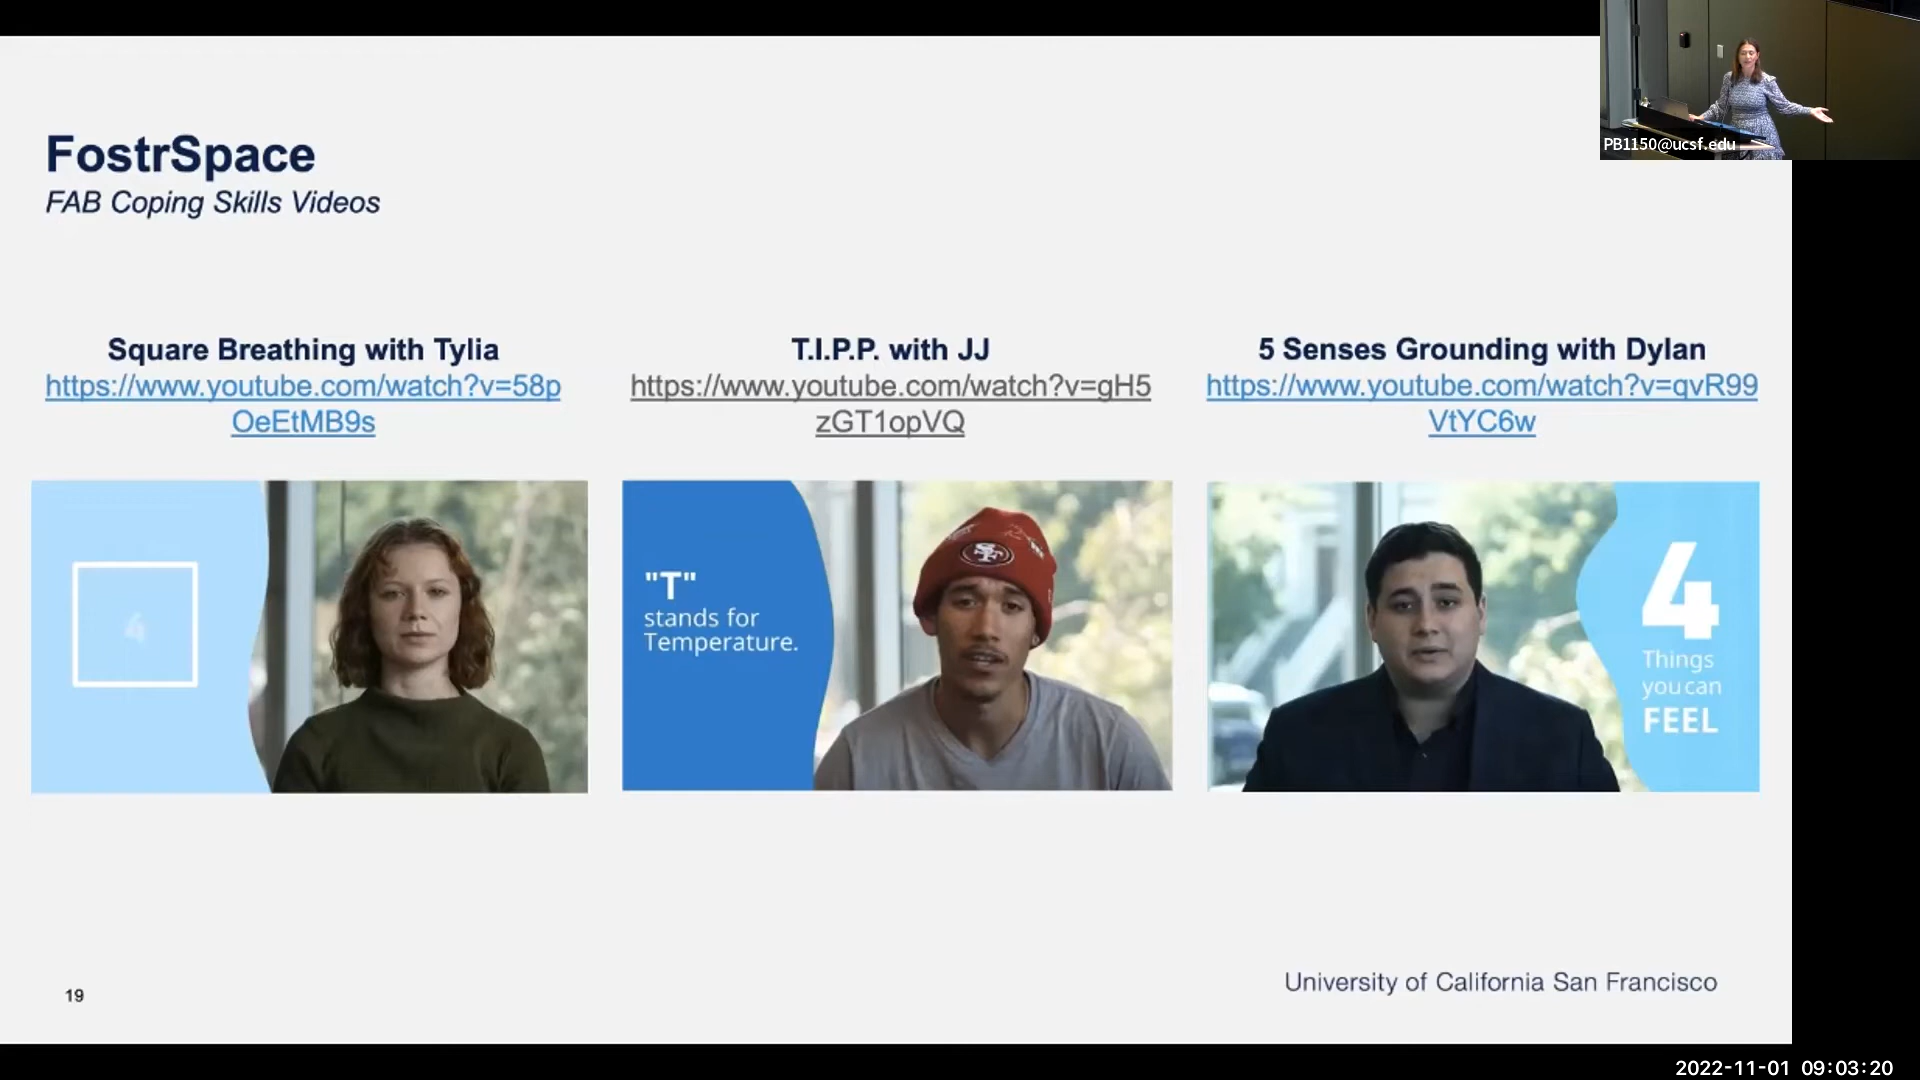 PB1150@ucsf.edu
FostrSpace
FAB Coping Skills Videos
Square Breathing with Tylia
https://www.youtube.com/watch?v=58p
OeEtMB9s
T.I.P.P. with JJ
https://www.youtube.com/watch?v=gH5
zGT1opVQ
5 Senses Grounding with Dylan
https://www.youtube.com/watch?v=qvR99
VtYC6w
4
"T"
stands for
Temperature.
SF
4
Things
you can
FEEL
19
University of California San Francisco
2022-11-01 09:03:20